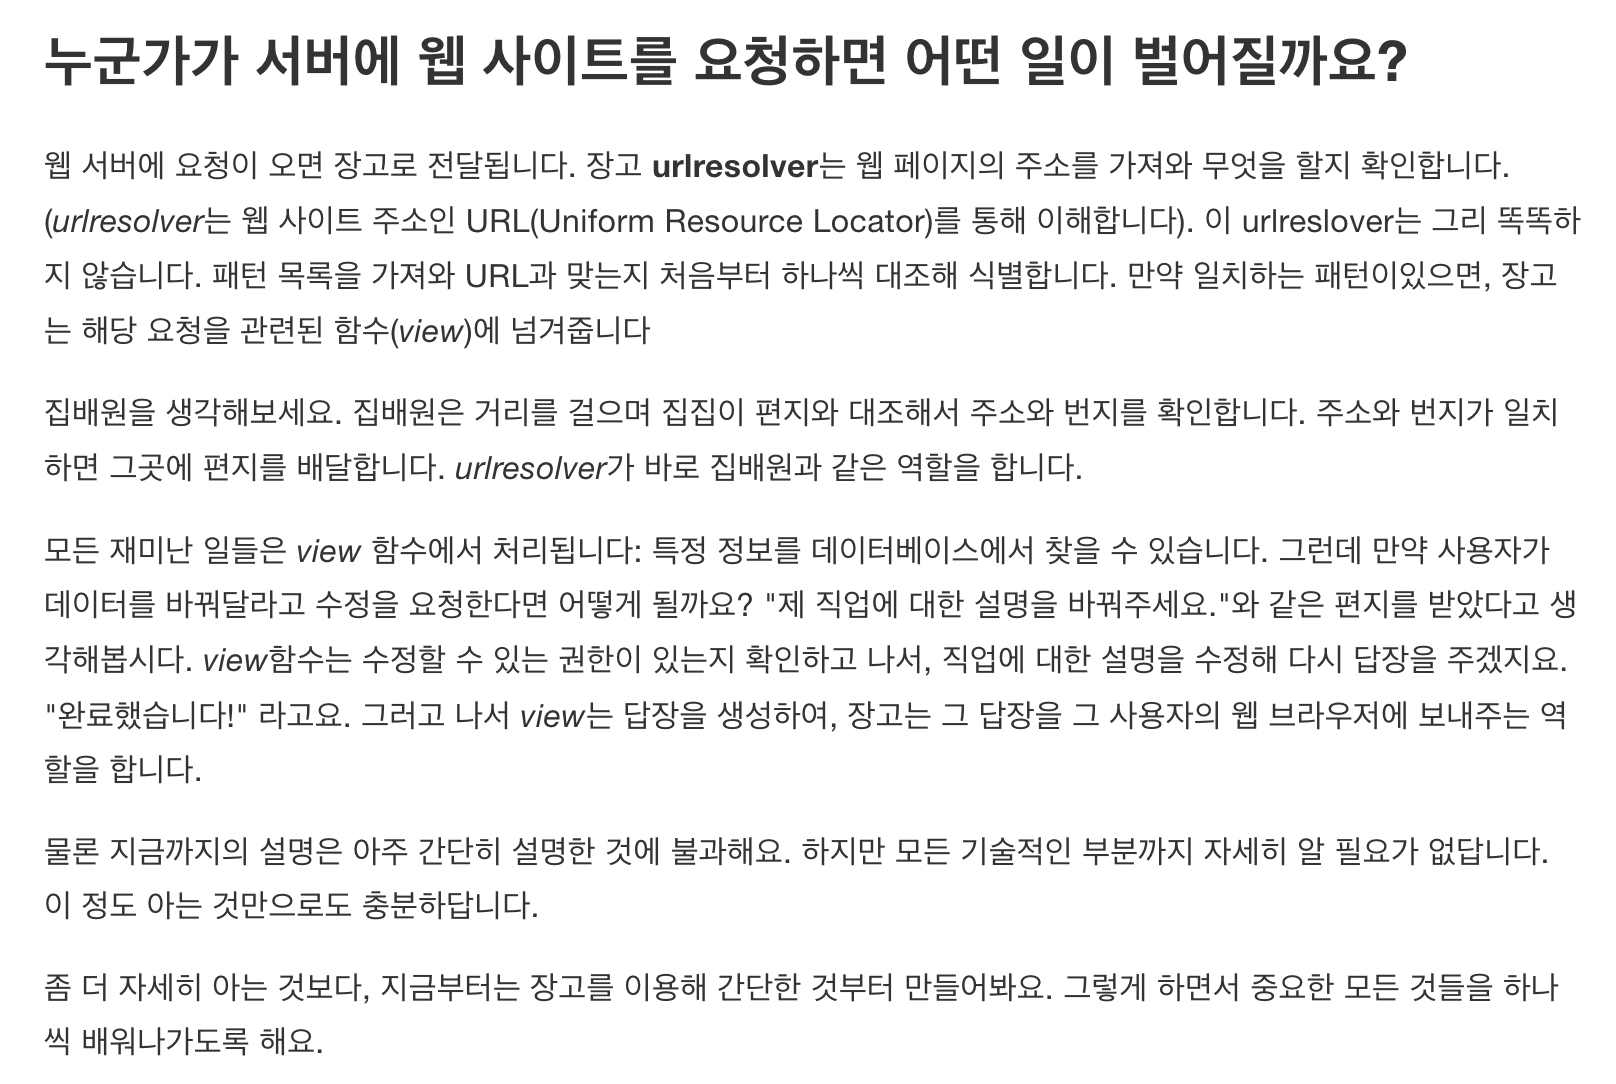 누군가가 서버에 웹 사이트를 요청하면 어떤 일이 벌어질까요?
웹 서버에 요청이 오면 장고로 전달됩니다. 장고 urlresolver는 웹 페이지의 주소를 가져와 무엇을 할지 확인합니다.
(urlresolver는 웹 사이트 주소인 URL(Uniform Resource Locator)를 통해 이해합니다). 이 urlreslover는 그리 똑똑하
지 않습니다. 패턴 목록을 가져와 URL과 맞는지 처음부터 하나씩 대조해 식별합니다. 만약 일치하는 패턴이있으면, 장고
는 해당 요청을 관련된 함수(view)에 넘겨줍니다
집배원을 생각해보세요. 집배원은 거리를 걸으며 집집이 편지와 대조해서 주소와 번지를 확인합니다. 주소와 번지가 일치
하면 그곳에 편지를 배달합니다. urlresolver가 바로 집배원과 같은 역할을 합니다.
모든 재미난 일들은 view 함수에서 처리됩니다: 특정 정보를 데이터베이스에서 찾을 수 있습니다. 그런데 만약 사용자가
데이터를 바꿔달라고 수정을 요청한다면 어떻게 될까요? "제 직업에 대한 설명을 바꿔주세요."와 같은 편지를 받았다고 생
각해봅시다. view함수는 수정할 수 있는 권한이 있는지 확인하고 나서, 직업에 대한 설명을 수정해 다시 답장을 주겠지요.
"완료했습니다!" 라고요. 그러고 나서 view는 답장을 생성하여, 장고는 그 답장을 그 사용자의 웹 브라우저에 보내주는 역
할을 합니다.
물론 지금까지의 설명은 아주 간단히 설명한 것에 불과해요. 하지만 모든 기술적인 부분까지 자세히 알 필요가 없답니다.
이 정도 아는 것만으로도 충분하답니다.
좀 더 자세히 아는 것보다, 지금부터는 장고를 이용해 간단한 것부터 만들어봐요. 그렇게 하면서 중요한 모든 것들을 하나
씩 배워나가도록 해요.